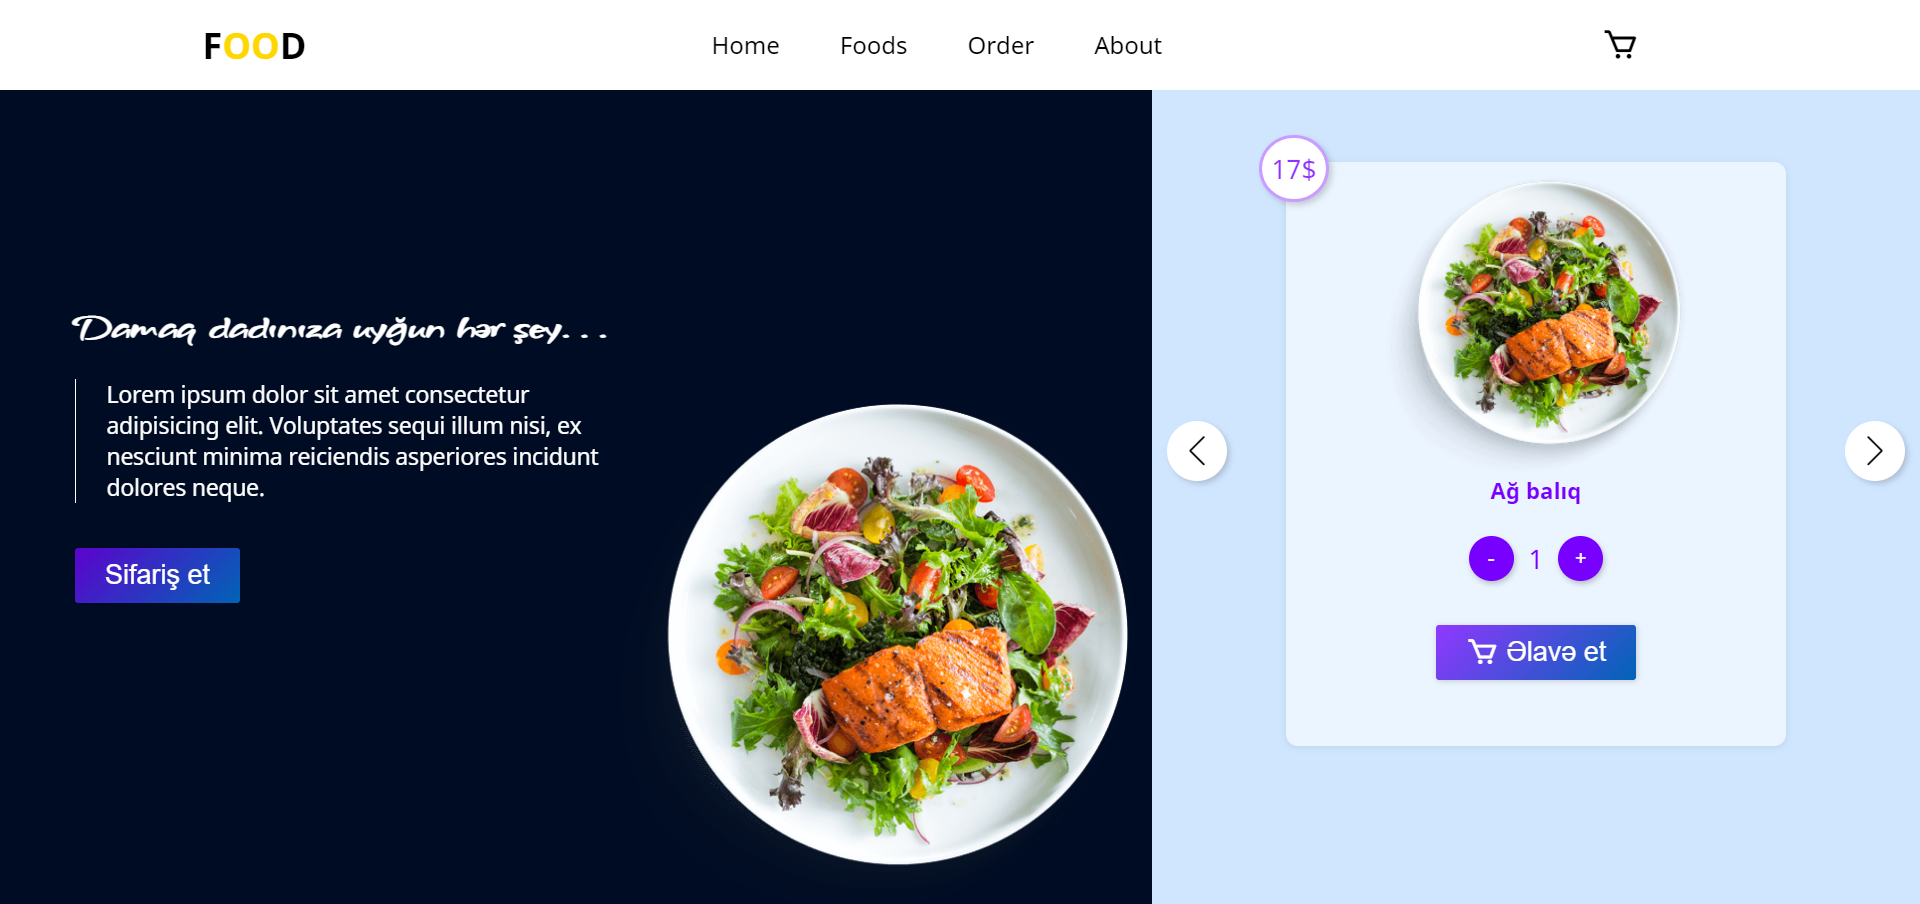 FOOD
Home
Foods
Order
About
Damaq dadınıza uyğun hər şey. . .
Lorem ipsum dolor sit amet consectetur
adipisicing elit. Voluptates sequi illum nisi, ex
nesciunt minima reiciendis asperiores incidunt
dolores neque.
Sifariş et
17$
Ağ balıq
- 1 +
Əlavə et